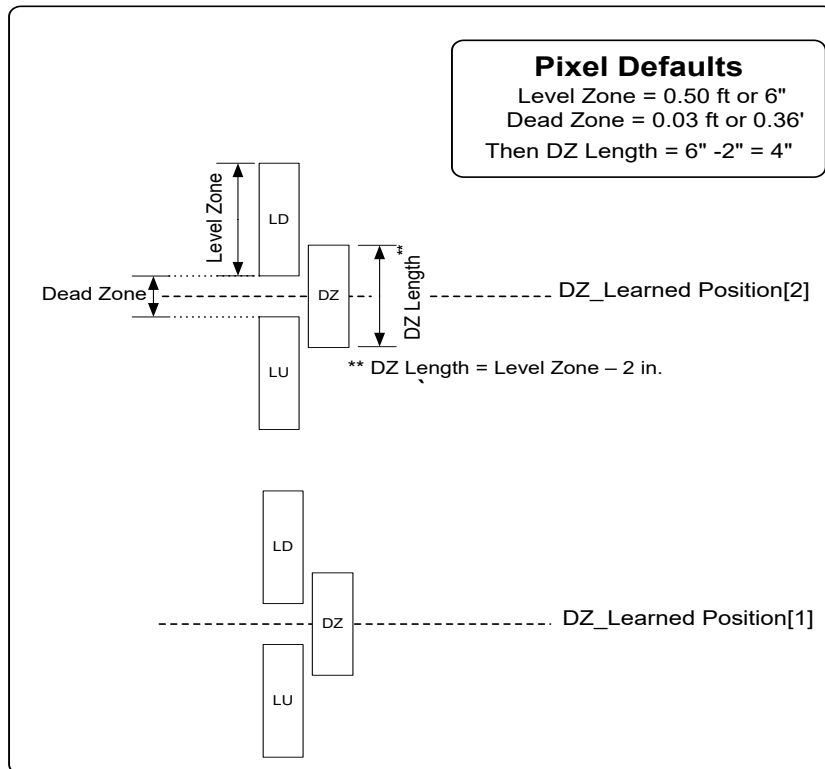 Pixel Defaults
Level Zone = 0.50 ft or 6"
Dead Zone = 0.03 ft or 0.36'
Then DZ Length = 6" -2" = 4"
Level Zone
LD
Dead Zone
DZ
DZ Length **
DZ_Learned Position[2]
LU
** DZ Length = Level Zone – 2 in.
LD
DZ
DZ_Learned Position[1]
LU